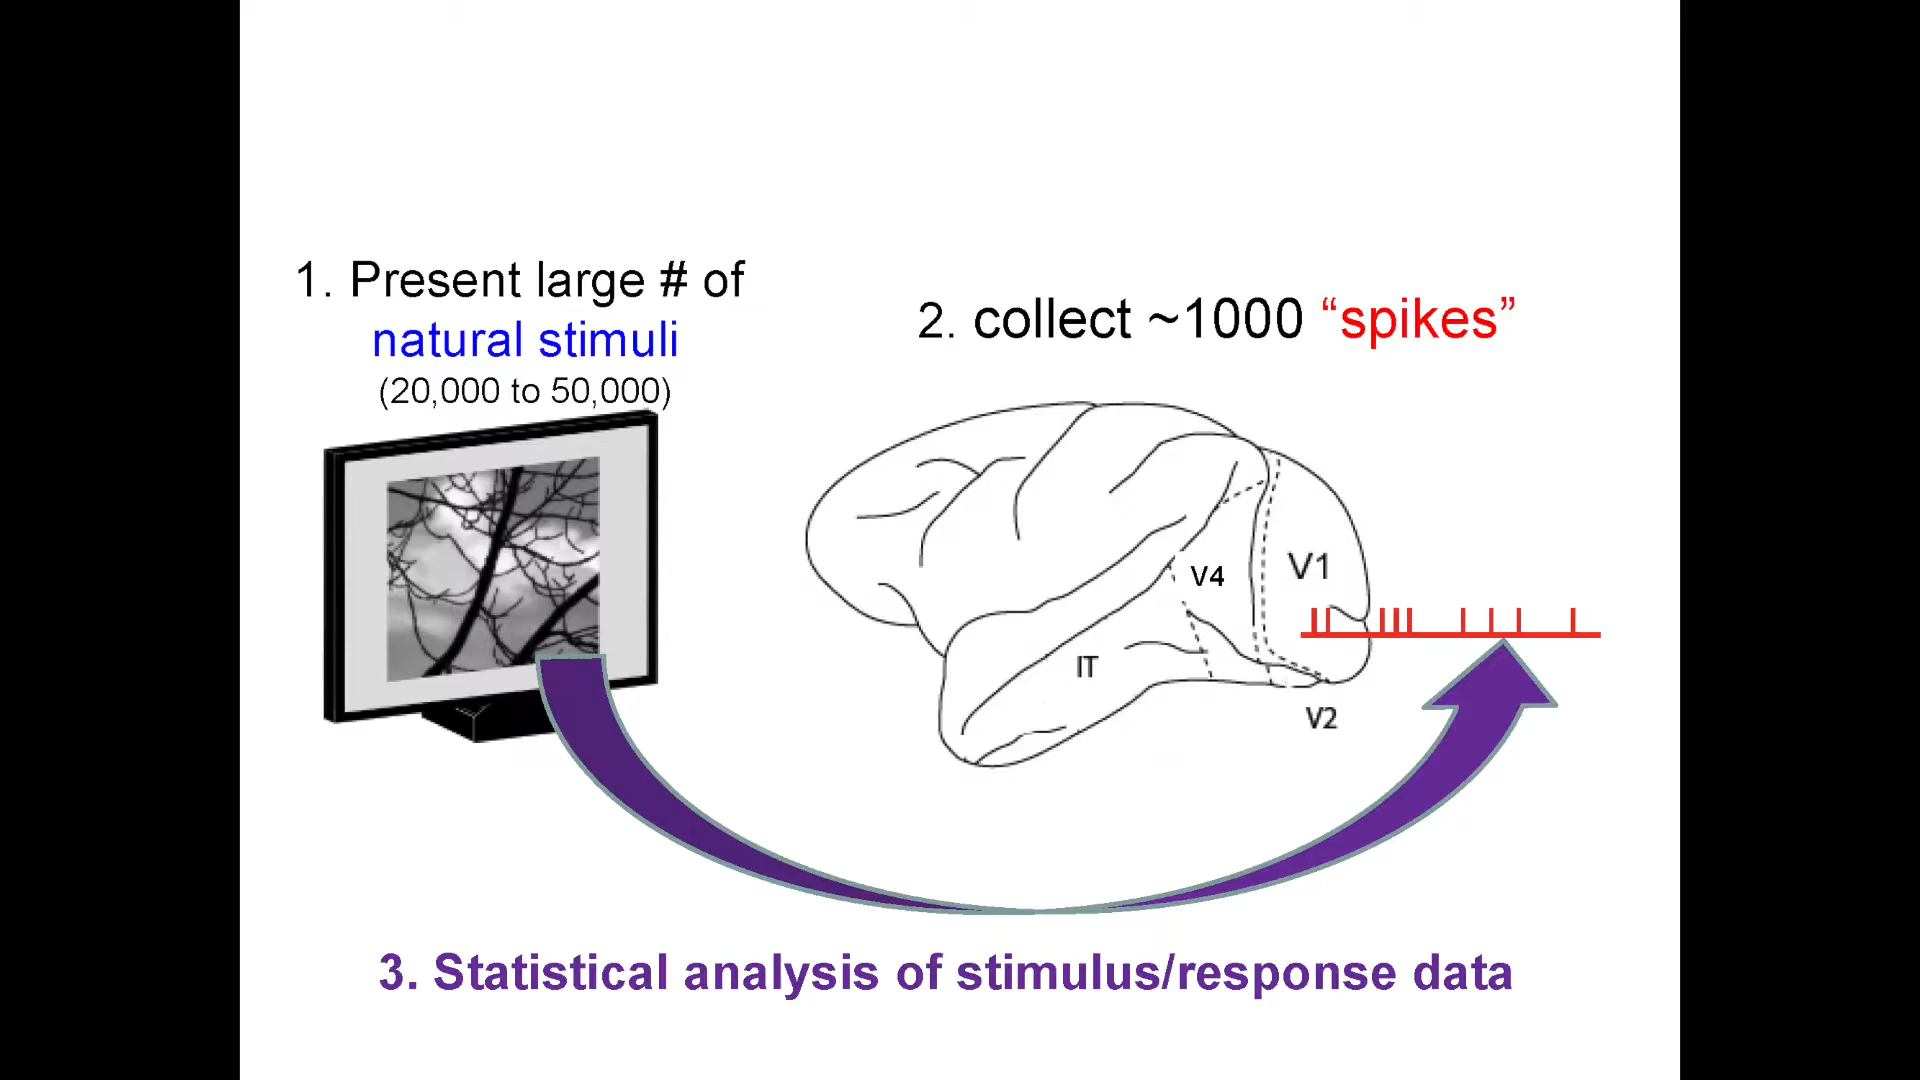 1. Present large # of
natural stimuli
(20,000 to 50,000)
2. collect ~1000 “spikes”
V1
V4
IT
V2
3. Statistical analysis of stimulus/response data